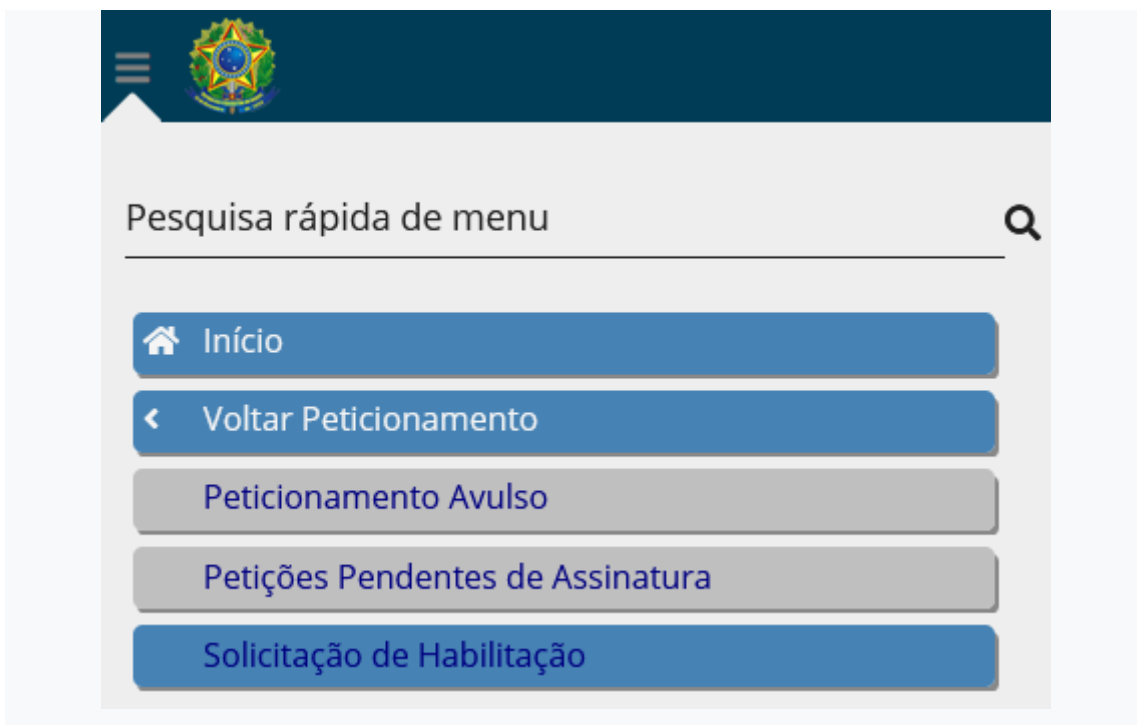 Pesquisa rápida de menu
Início
Voltar Peticionamento
Peticionamento Avulso
Petições Pendentes de Assinatura
Solicitação de Habilitação